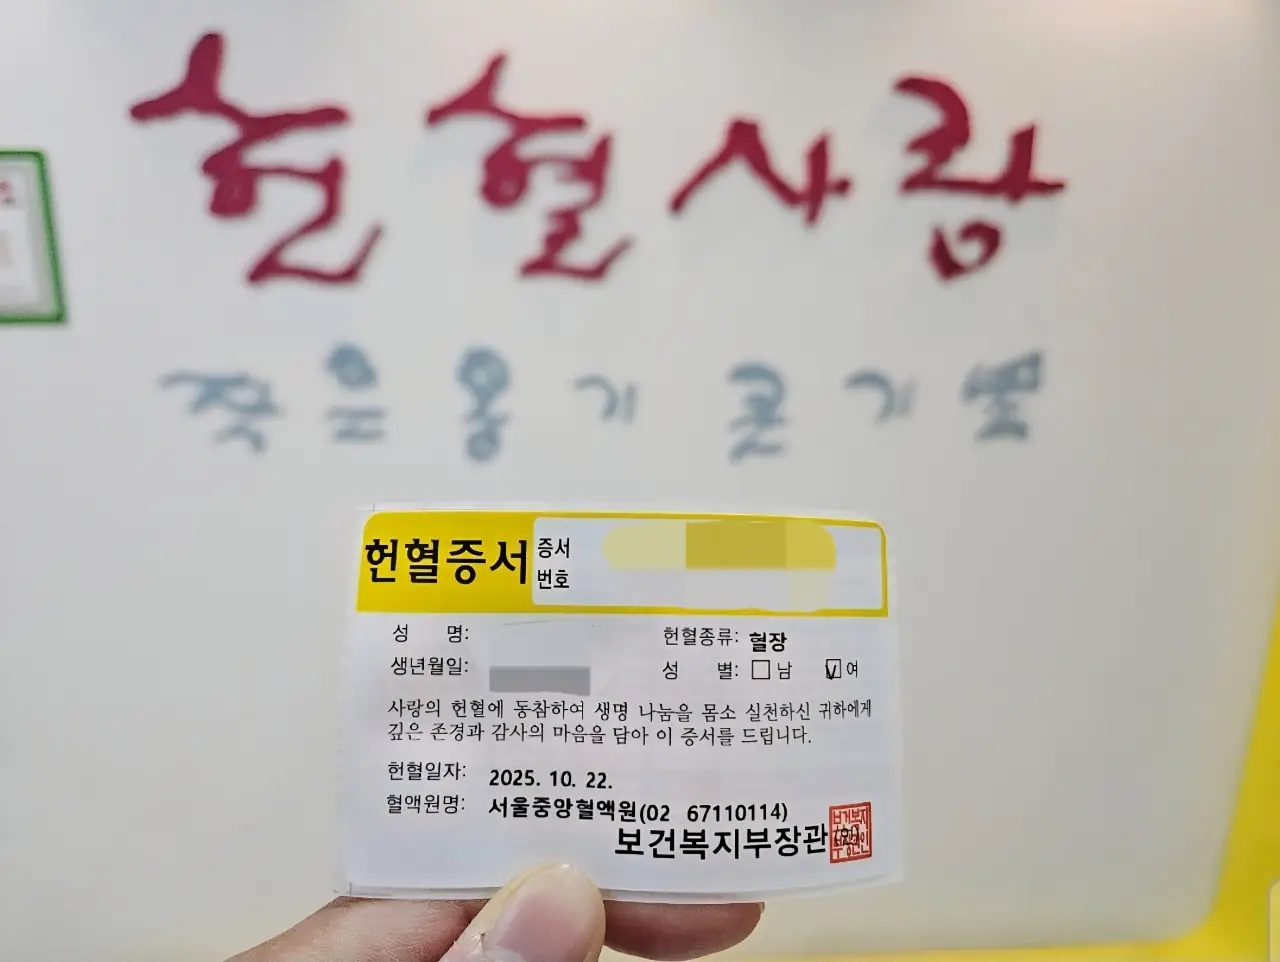 헌혈사랑
작은용기 큰기쁨
헌혈증서
증서
번호
성 명:
헌혈종류: 혈장
생년월일:
성 별: 남 여
사랑의 헌혈에 동참하여 생명 나눔을 몸소 실천하신 귀하에게
깊은 존경과 감사의 마음을 담아 이 증서를 드립니다.
헌혈일자: 2025. 10. 22.
혈액원명: 서울중앙혈액원(02 67110114)
보건복지부장관